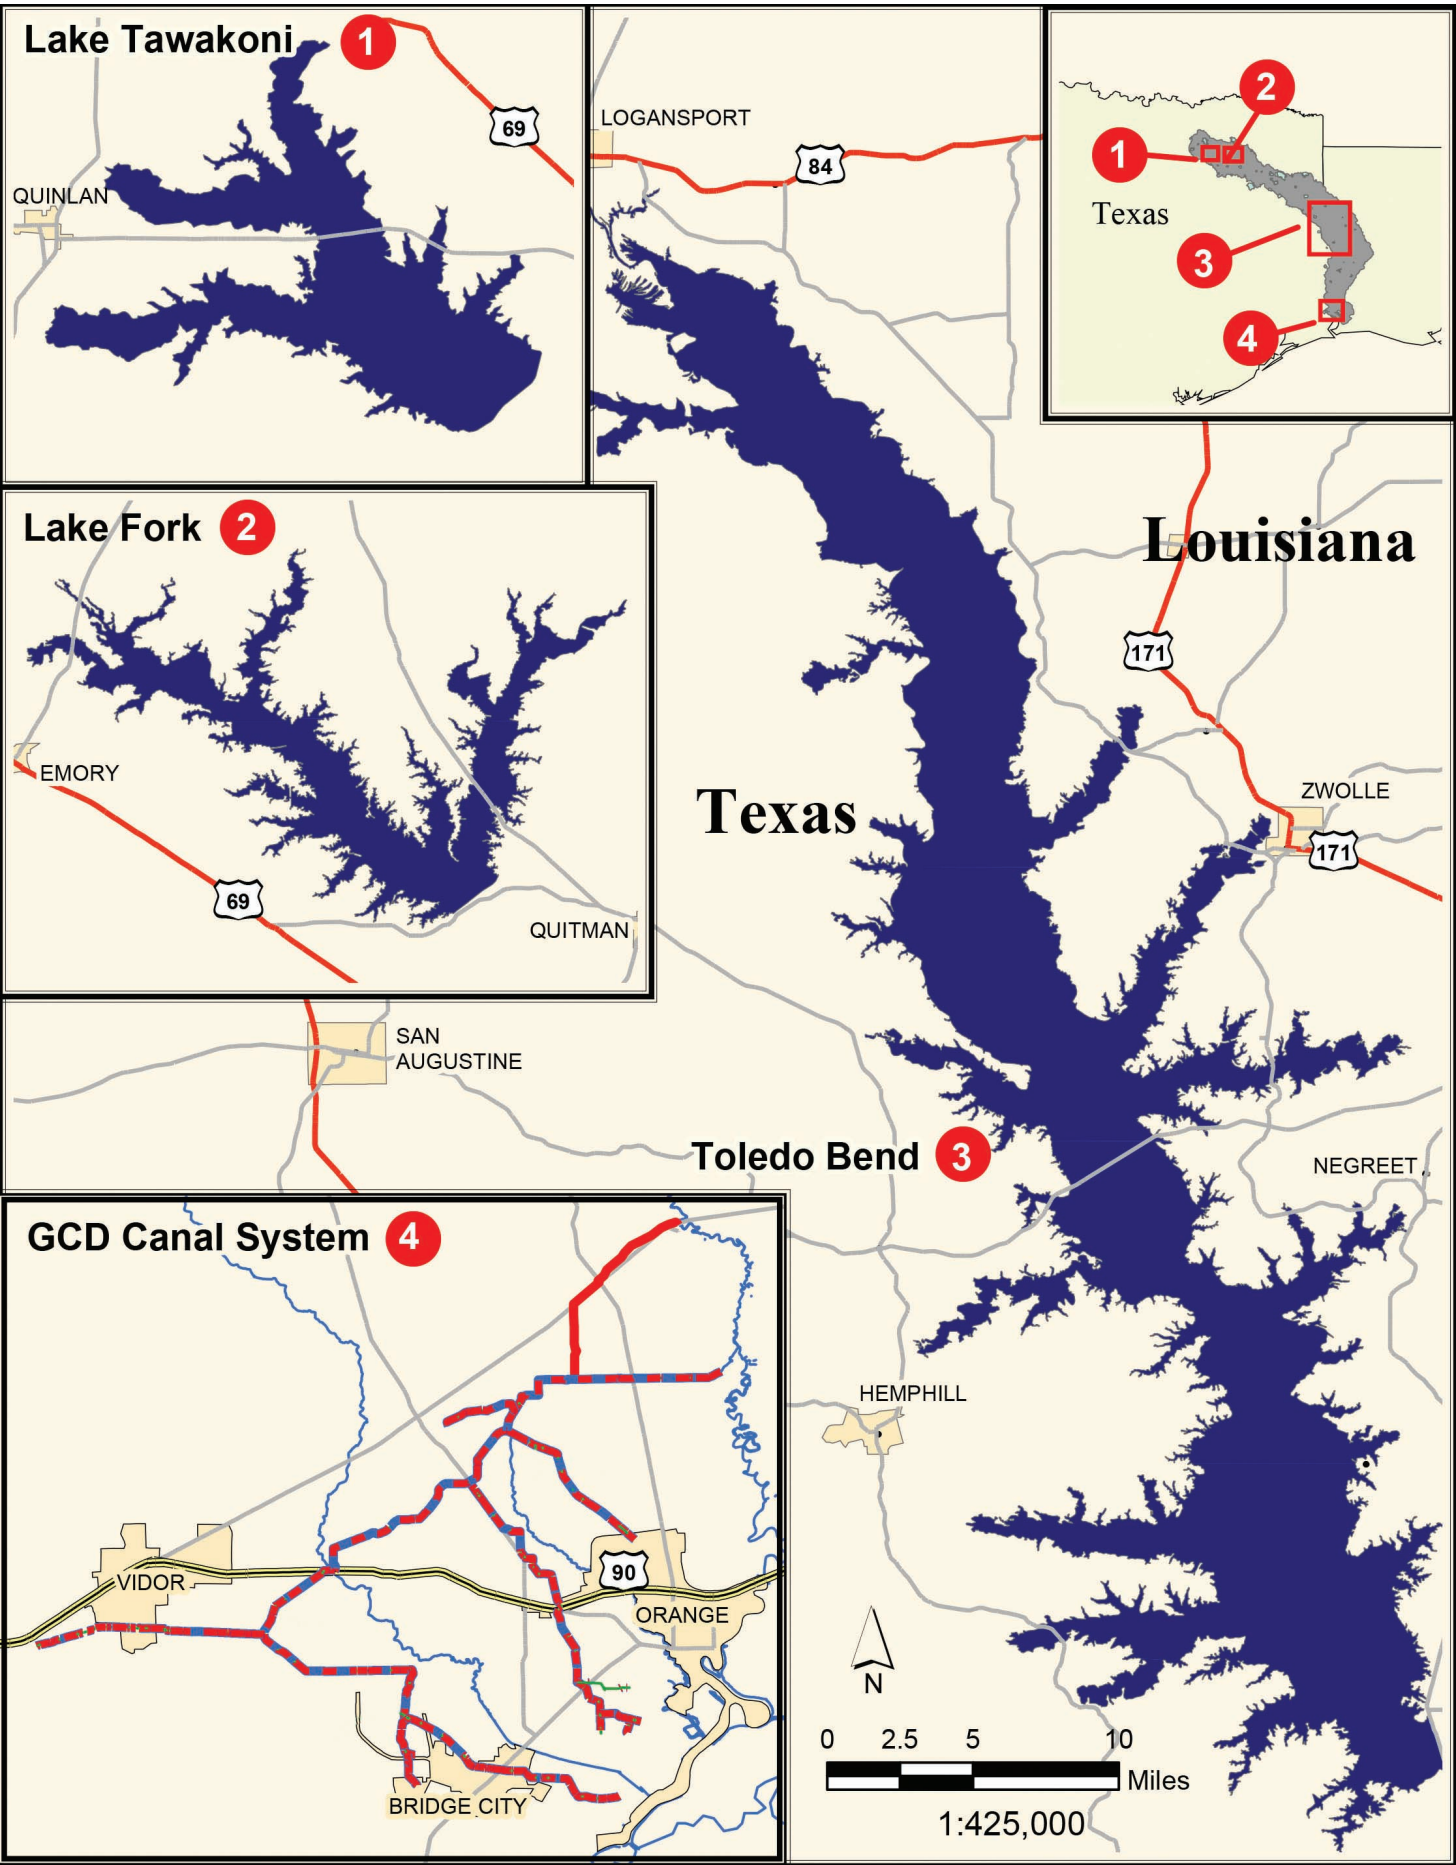 Lake Tawakoni 1
69
QUINLAN
LOGANSPORT
84
2
1
Texas
3
4
Lake Fork 2
EMORY
69
QUITMAN
Louisiana
171
Texas
ZWOLLE
171
SAN
AUGUSTINE
Toledo Bend 3
NEGREET
GCD Canal System 4
HEMPHILL
VIDOR
90
ORANGE
BRIDGE CITY
N
0 2.5 5 10
Miles
1:425,000